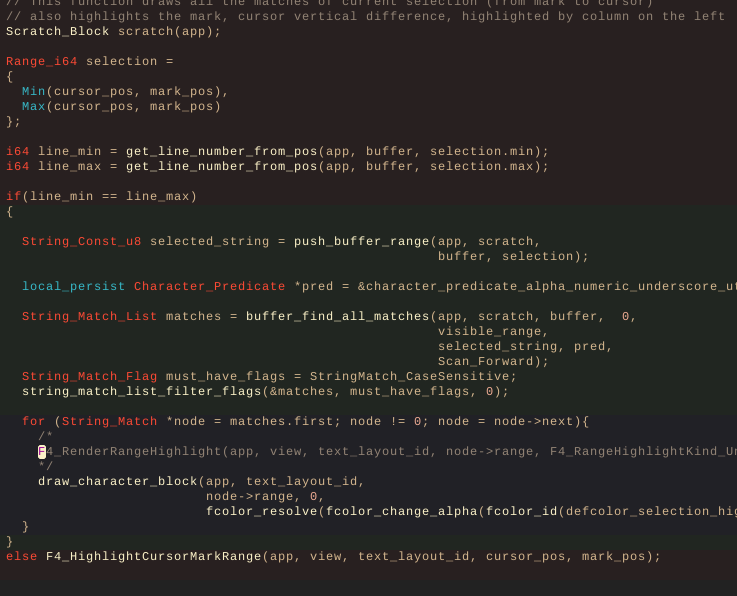 // This function draws all the matches of current selection (from mark to cursor)
// also highlights the mark, cursor vertical difference, highlighted by column on the left
Scratch_Block scratch(app);
Range_i64 selection =
{
Min(cursor_pos, mark_pos),
Max(cursor_pos, mark_pos)
};
i64 line_min = get_line_number_from_pos(app, buffer, selection.min);
i64 line_max = get_line_number_from_pos(app, buffer, selection.max);
if(line_min == line_max)
{
String_Const_u8 selected_string = push_buffer_range(app, scratch,
buffer, selection);
local_persist Character_Predicate *pred = &character_predicate_alpha_numeric_underscore_u
String_Match_List matches = buffer_find_all_matches(app, scratch, buffer,  0,
visible_range,
selected_string, pred,
Scan_Forward);
String_Match_Flag must_have_flags = StringMatch_CaseSensitive;
string_match_list_filter_flags(&matches, must_have_flags, 0);
for (String_Match *node = matches.first; node != 0; node = node->next){
/*
F4_RenderRangeHighlight(app, view, text_layout_id, node->range, F4_RangeHighlightKind_U
*/
draw_character_block(app, text_layout_id,
node->range, 0,
fcolor_resolve(fcolor_change_alpha(fcolor_id(defcolor_selection_hi
}
}
else F4_HighlightCursorMarkRange(app, view, text_layout_id, cursor_pos, mark_pos);